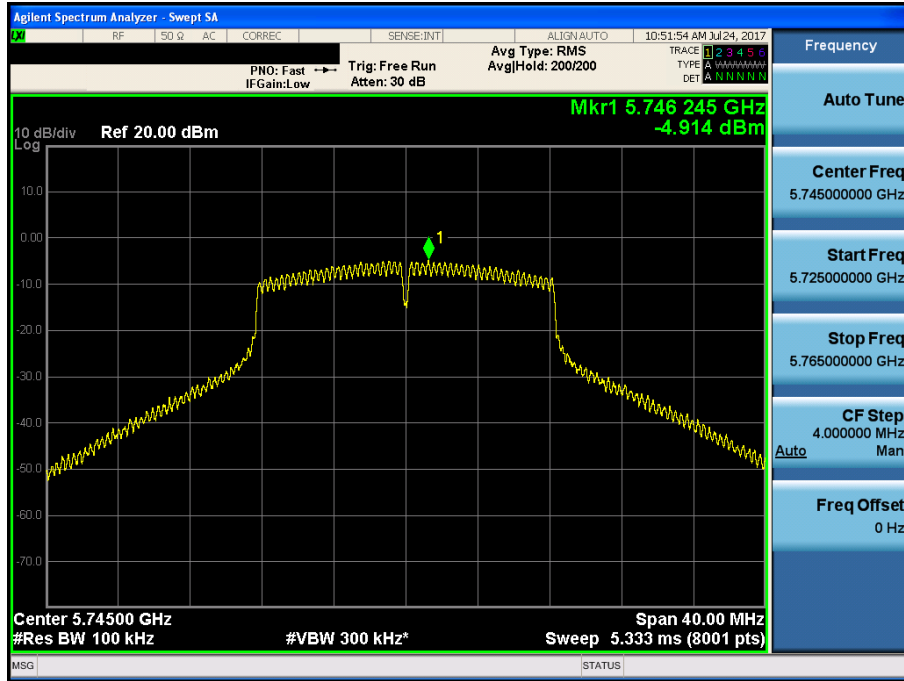 Agilent Spectrum Analyzer - Swept SA
LXI RF 50 Ω AC CORREC SENSE:INT ALIGN AUTO 10:51:54 AM Jul 24, 2017
Frequency
PNO: Fast
IFGain:Low
Trig: Free Run
Atten: 30 dB
Avg Type: RMS
Avg|Hold: 200/200
TRACE 1 2 3 4 5 6
TYPE A WWWWW
DET A N N N N N
Auto Tune
Mkr1 5.746 245 GHz
-4.914 dBm
10 dB/div Ref 20.00 dBm
Log
10.0
0.00
-10.0
-20.0
-30.0
-40.0
-50.0
-60.0
-70.0
1
Center Freq
5.745000000 GHz
Start Freq
5.725000000 GHz
Stop Freq
5.765000000 GHz
CF Step
4.000000 MHz
Auto Man
Freq Offset
0 Hz
Center 5.74500 GHz Span 40.00 MHz
#Res BW 100 kHz #VBW 300 kHz* Sweep 5.333 ms (8001 pts)
MSG STATUS